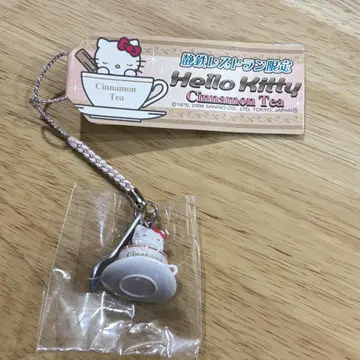 静鉄レストラン限定
Hello Kitty
Cinnamon Tea
©1976, 2006 SANRIO CO., LTD. TOKYO, JAPAN
Cinnamon
Tea